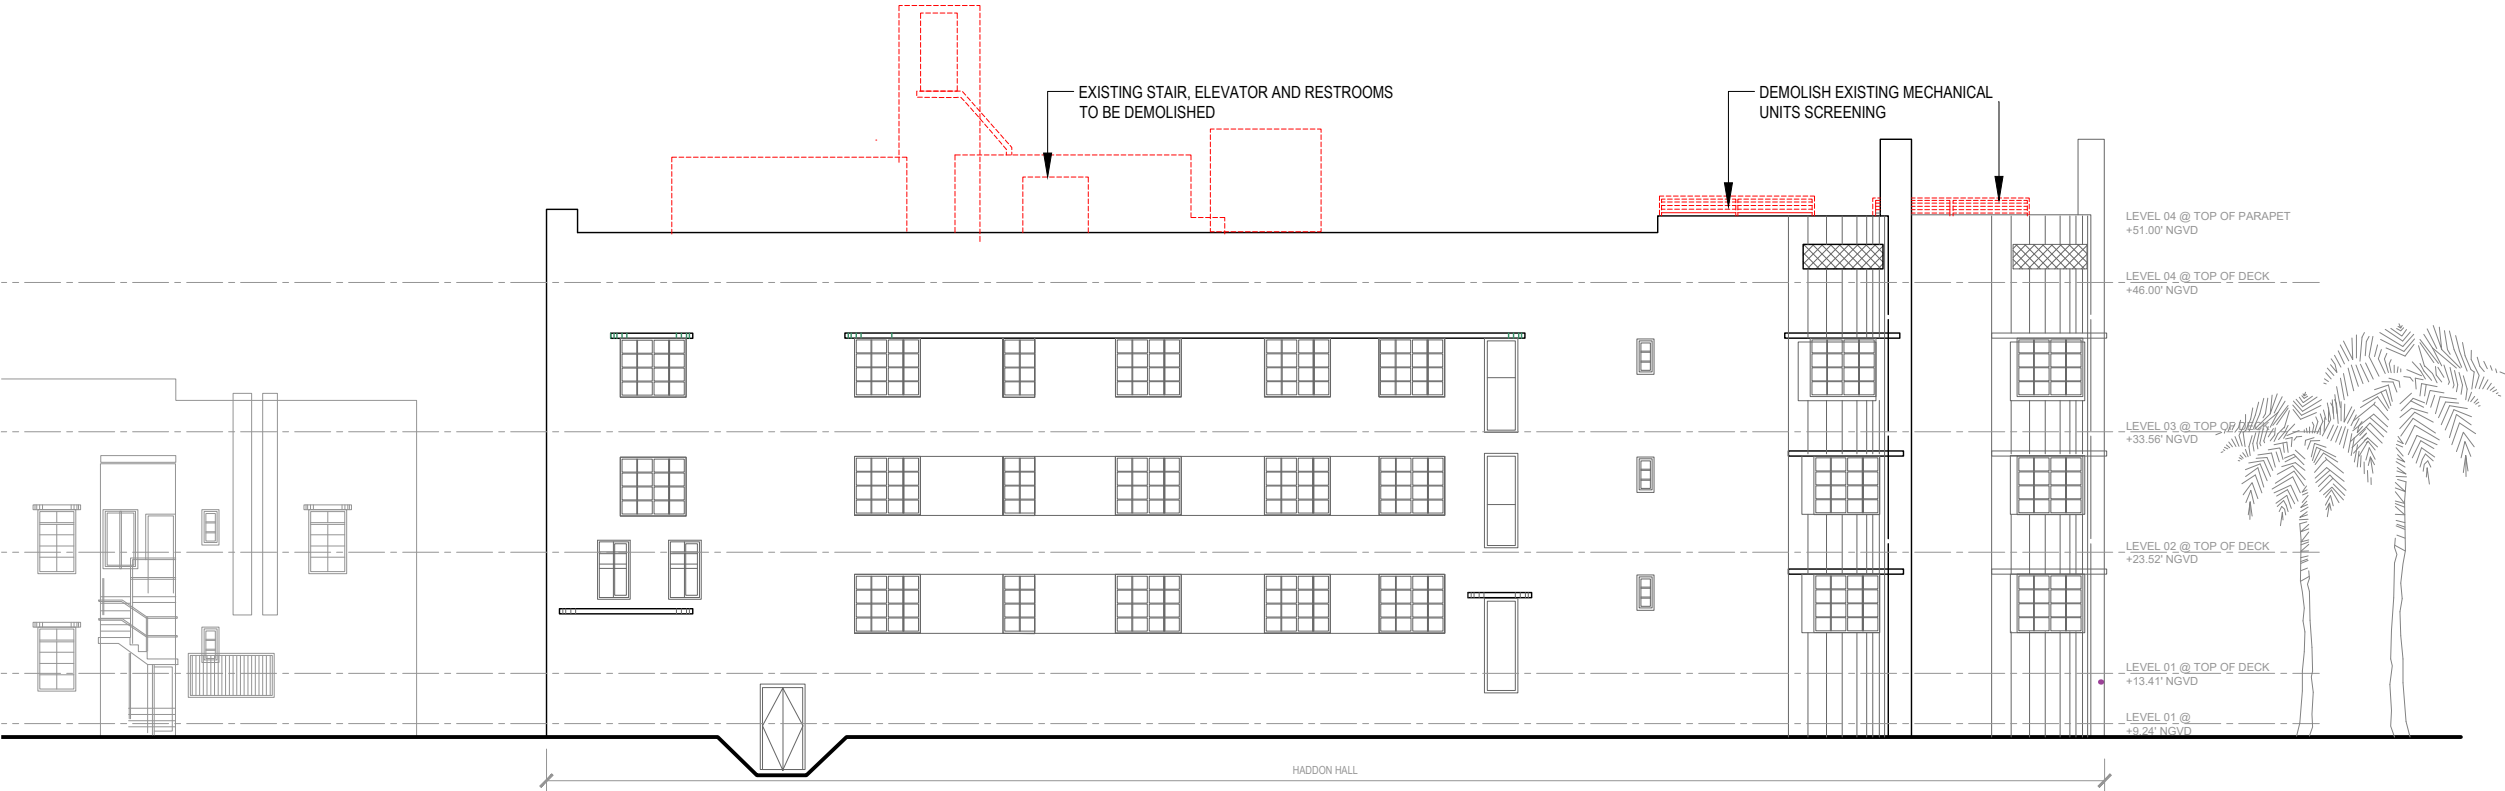 EXISTING STAIR, ELEVATOR AND RESTROOMS
TO BE DEMOLISHED
DEMOLISH EXISTING MECHANICAL
UNITS SCREENING
LEVEL 04 @ TOP OF PARAPET
+51.00' NGVD
LEVEL 04 @ TOP OF DECK
+46.00' NGVD
LEVEL 03 @ TOP OF DECK
+33.56' NGVD
LEVEL 02 @ TOP OF DECK
+23.52' NGVD
LEVEL 01 @ TOP OF DECK
+13.41' NGVD
LEVEL 01 @
+9.24' NGVD
HADDON HALL